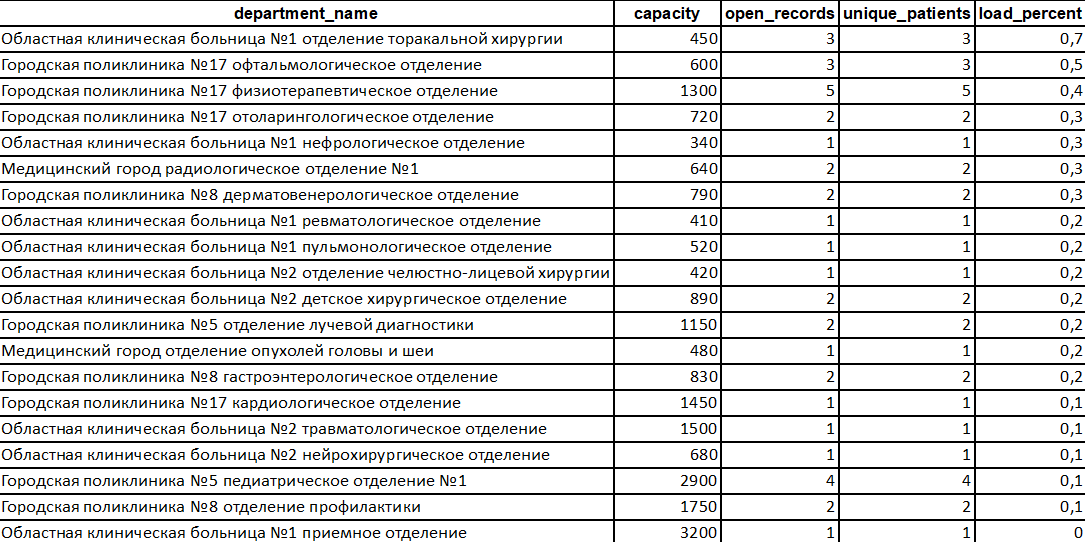 department_name capacity open_records unique_patients load_percent
Областная клиническая больница №1 отделение торакальной хирургии 450 3 3 0,7
Городская поликлиника №17 офтальмологическое отделение 600 3 3 0,5
Городская поликлиника №17 физиотерапевтическое отделение 1300 5 5 0,4
Городская поликлиника №17 отоларингологическое отделение 720 2 2 0,3
Областная клиническая больница №1 нефрологическое отделение 340 1 1 0,3
Медицинский город радиологическое отделение №1 640 2 2 0,3
Городская поликлиника №8 дерматовенерологическое отделение 790 2 2 0,3
Областная клиническая больница №1 ревматологическое отделение 410 1 1 0,2
Областная клиническая больница №1 пульмонологическое отделение 520 1 1 0,2
Областная клиническая больница №2 отделение челюстно-лицевой хирургии 420 1 1 0,2
Областная клиническая больница №2 детское хирургическое отделение 890 2 2 0,2
Городская поликлиника №5 отделение лучевой диагностики 1150 2 2 0,2
Медицинский город отделение опухолей головы и шеи 480 1 1 0,2
Городская поликлиника №8 гастроэнтерологическое отделение 830 2 2 0,2
Городская поликлиника №17 кардиологическое отделение 1450 1 1 0,1
Областная клиническая больница №2 травматологическое отделение 1500 1 1 0,1
Областная клиническая больница №2 нейрохирургическое отделение 680 1 1 0,1
Городская поликлиника №5 педиатрическое отделение №1 2900 4 4 0,1
Городская поликлиника №8 отделение профилактики 1750 2 2 0,1
Областная клиническая больница №1 приемное отделение 3200 1 1 0